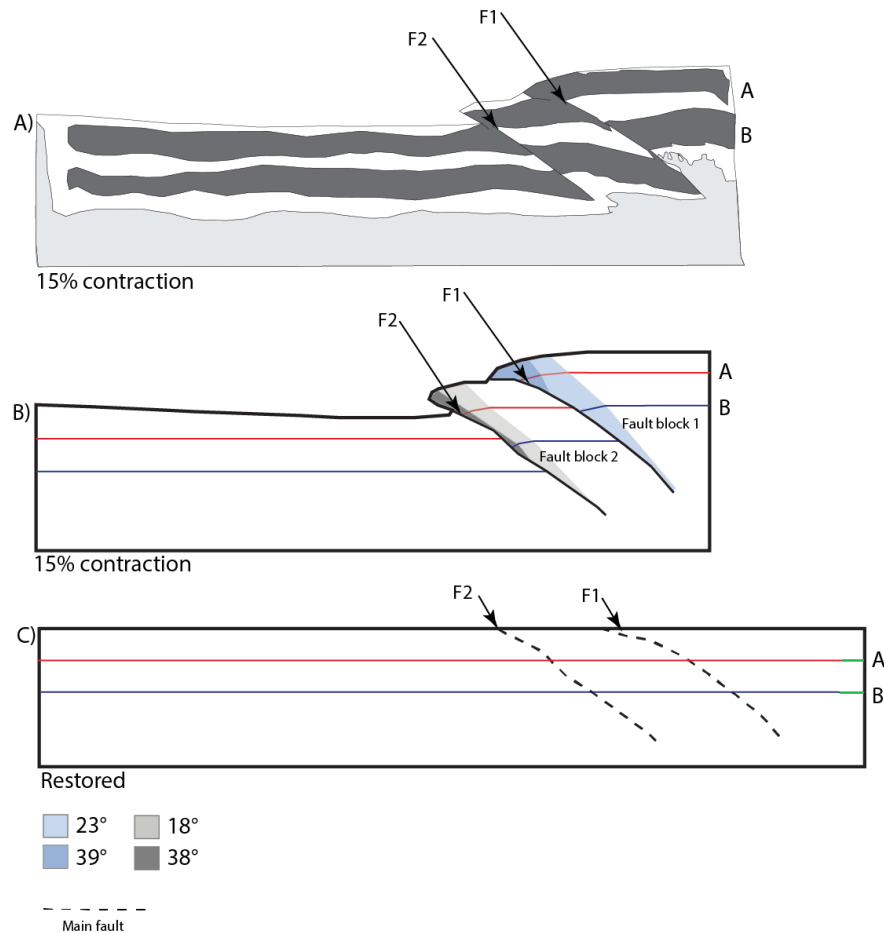 F1
F2
A
A)
B
15% contraction
F1
F2
A
B)
B
Fault block 1
Fault block 2
15% contraction
F2
F1
C)
A
B
Restored
23° 18°
39° 38°
Main fault